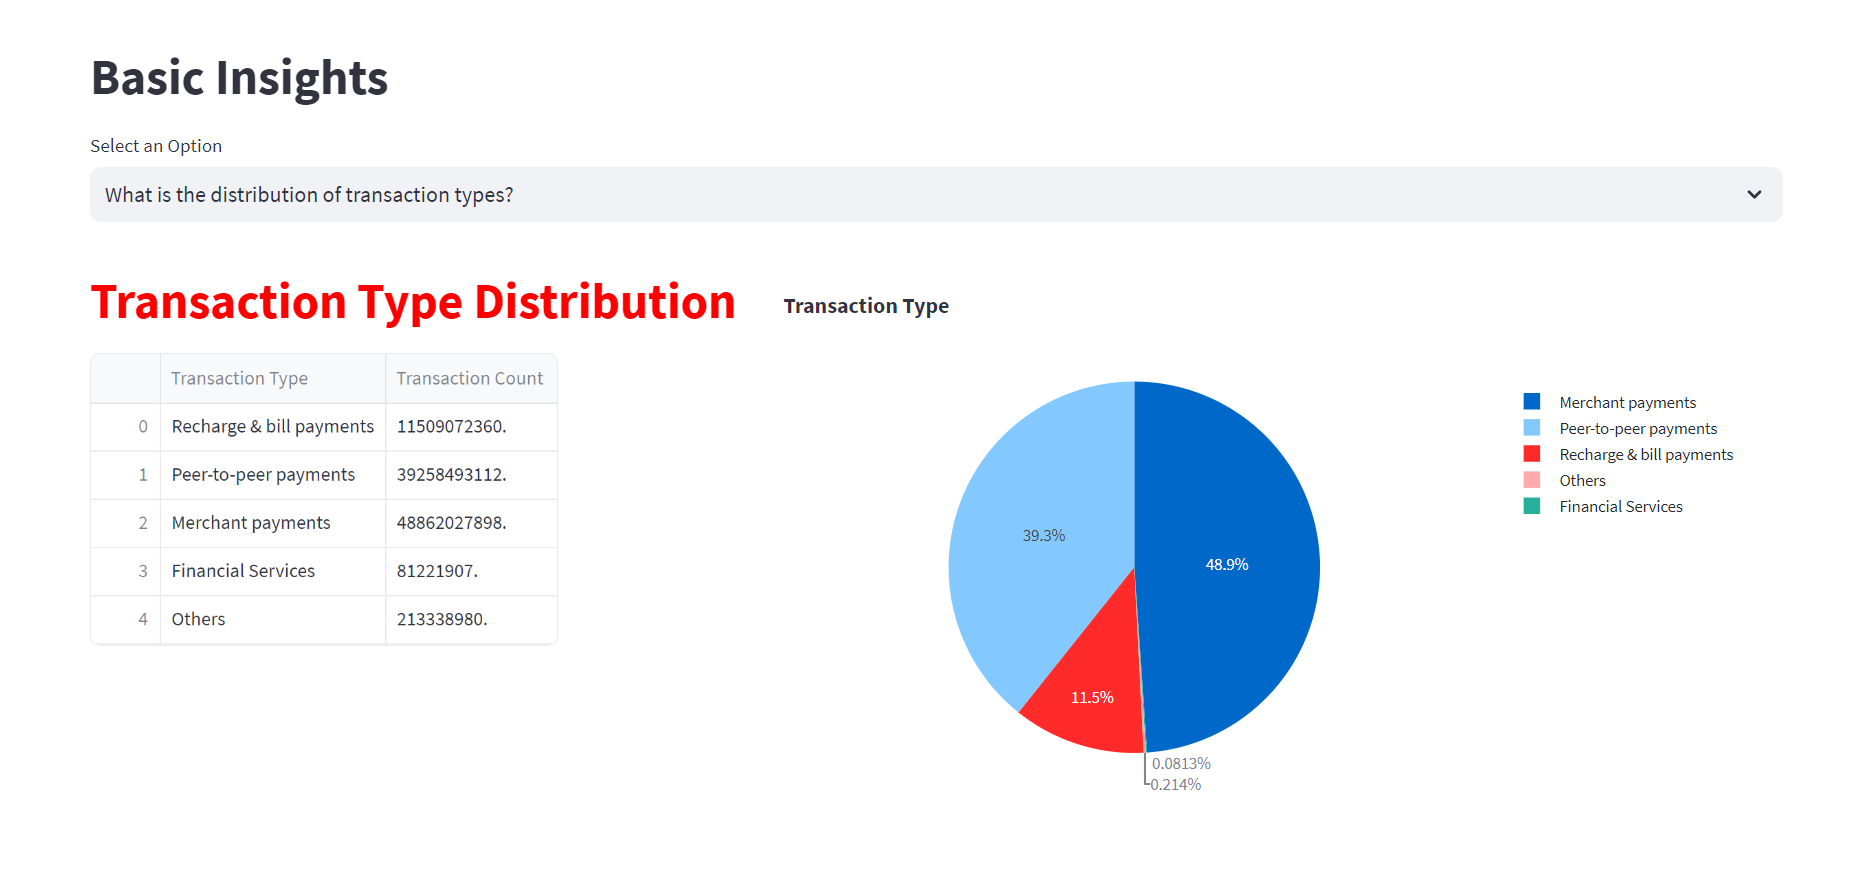 Basic Insights
Select an Option
What is the distribution of transaction types?
Transaction Type Distribution
Transaction Type Transaction Count
0 Recharge & bill payments 11509072360.
1 Peer-to-peer payments 39258493112.
2 Merchant payments 48862027898.
3 Financial Services 81221907.
4 Others 213338980.
Transaction Type
39.3%
48.9%
11.5%
0.0813%
0.214%
Merchant payments
Peer-to-peer payments
Recharge & bill payments
Others
Financial Services